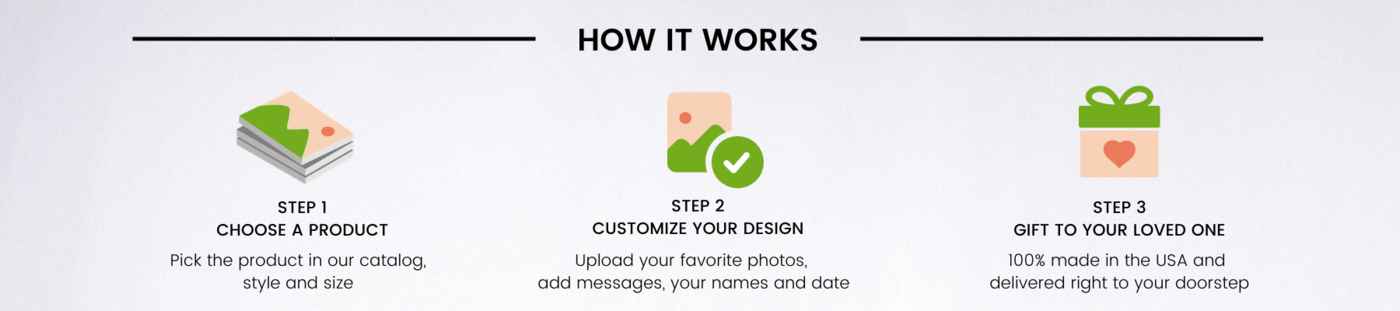 HOW IT WORKS
STEP 1
CHOOSE A PRODUCT
Pick the product in our catalog,
style and size
STEP 2
CUSTOMIZE YOUR DESIGN
Upload your favorite photos,
add messages, your names and date
STEP 3
GIFT TO YOUR LOVED ONE
100% made in the USA and
delivered right to your doorstep